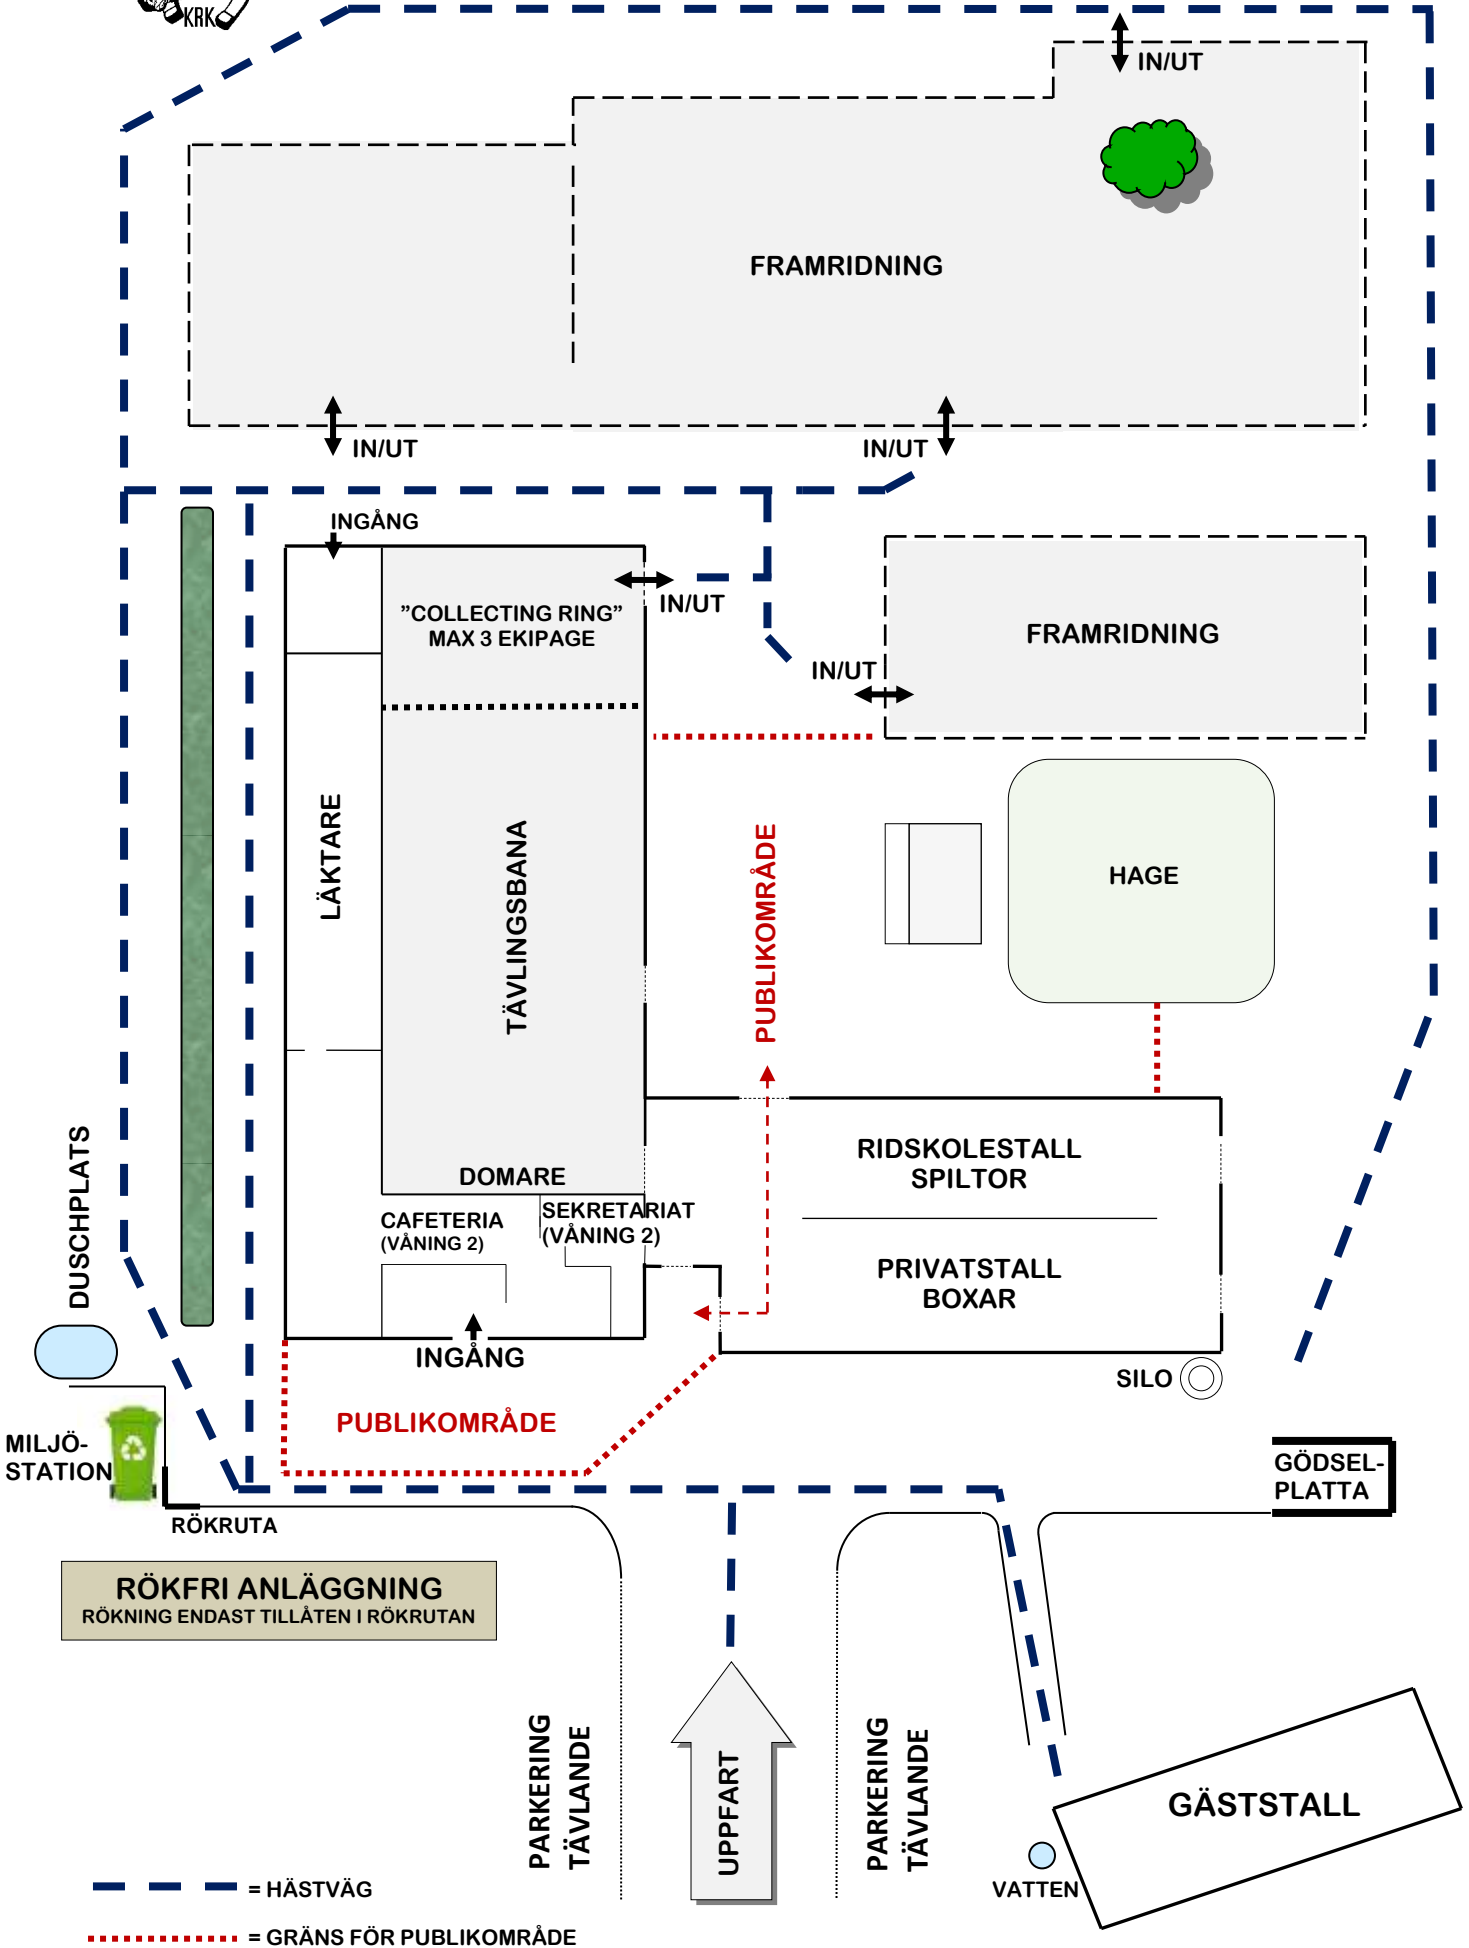 KRK
IN/UT
FRAMRIDNING
IN/UT
IN/UT
INGÅNG
"COLLECTING RING"
MAX 3 EKIPAGE
IN/UT
FRAMRIDNING
IN/UT
LÄKTARE
TÄVLINGSBANA
PUBLIKOMRÅDE
HAGE
DUSCHPLATS
DOMARE
RIDSKOLESTALL
SPILTOR
CAFETERIA
(VÅNING 2)
SEKRETARIAT
(VÅNING 2)
PRIVATSTALL
BOXAR
INGÅNG
SILO
PUBLIKOMRÅDE
MILJÖ-
STATION
GÖDSEL-
PLATTA
RÖKRUTA
RÖKFRI ANLÄGGNING
RÖKNING ENDAST TILLÅTEN I RÖKRUTAN
PARKERING
TÄVLANDE
UPPFART
PARKERING
TÄVLANDE
GÄSTSTALL
VATTEN
= HÄSTVÄG
= GRÄNS FÖR PUBLIKOMRÅDE